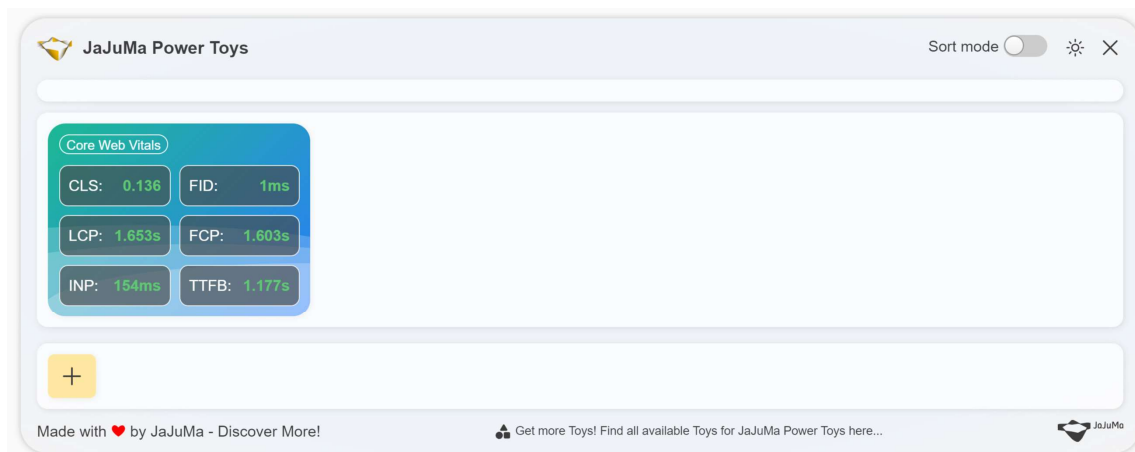 JaJuMa Power Toys
Sort mode
Core Web Vitals
CLS: 0.136
FID: 1ms
LCP: 1.653s
FCP: 1.603s
INP: 154ms
TTFB: 1.177s
Made with ❤ by JaJuMa - Discover More!
Get more Toys! Find all available Toys for JaJuMa Power Toys here...
JaJuMa